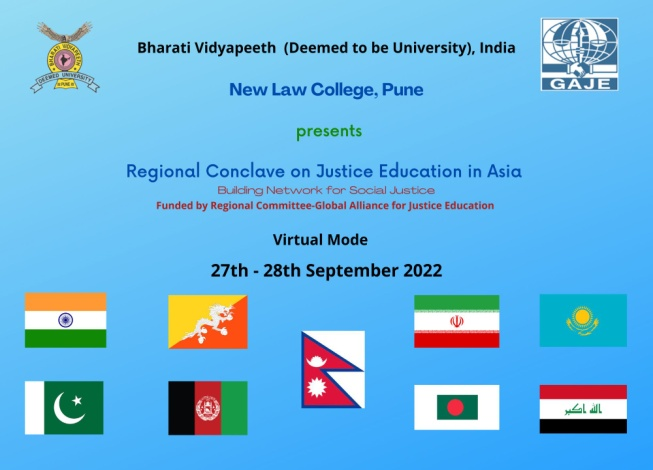 Bharati Vidyapeeth (Deemed to be University), India
BHARATI VIDYAPEETH
DEEMED UNIVERSITY
GAJE
New Law College, Pune
presents
Regional Conclave on Justice Education in Asia
Building Network for Social Justice
Funded by Regional Committee-Global Alliance for Justice Education
Virtual Mode
27th - 28th September 2022
الله اكبر